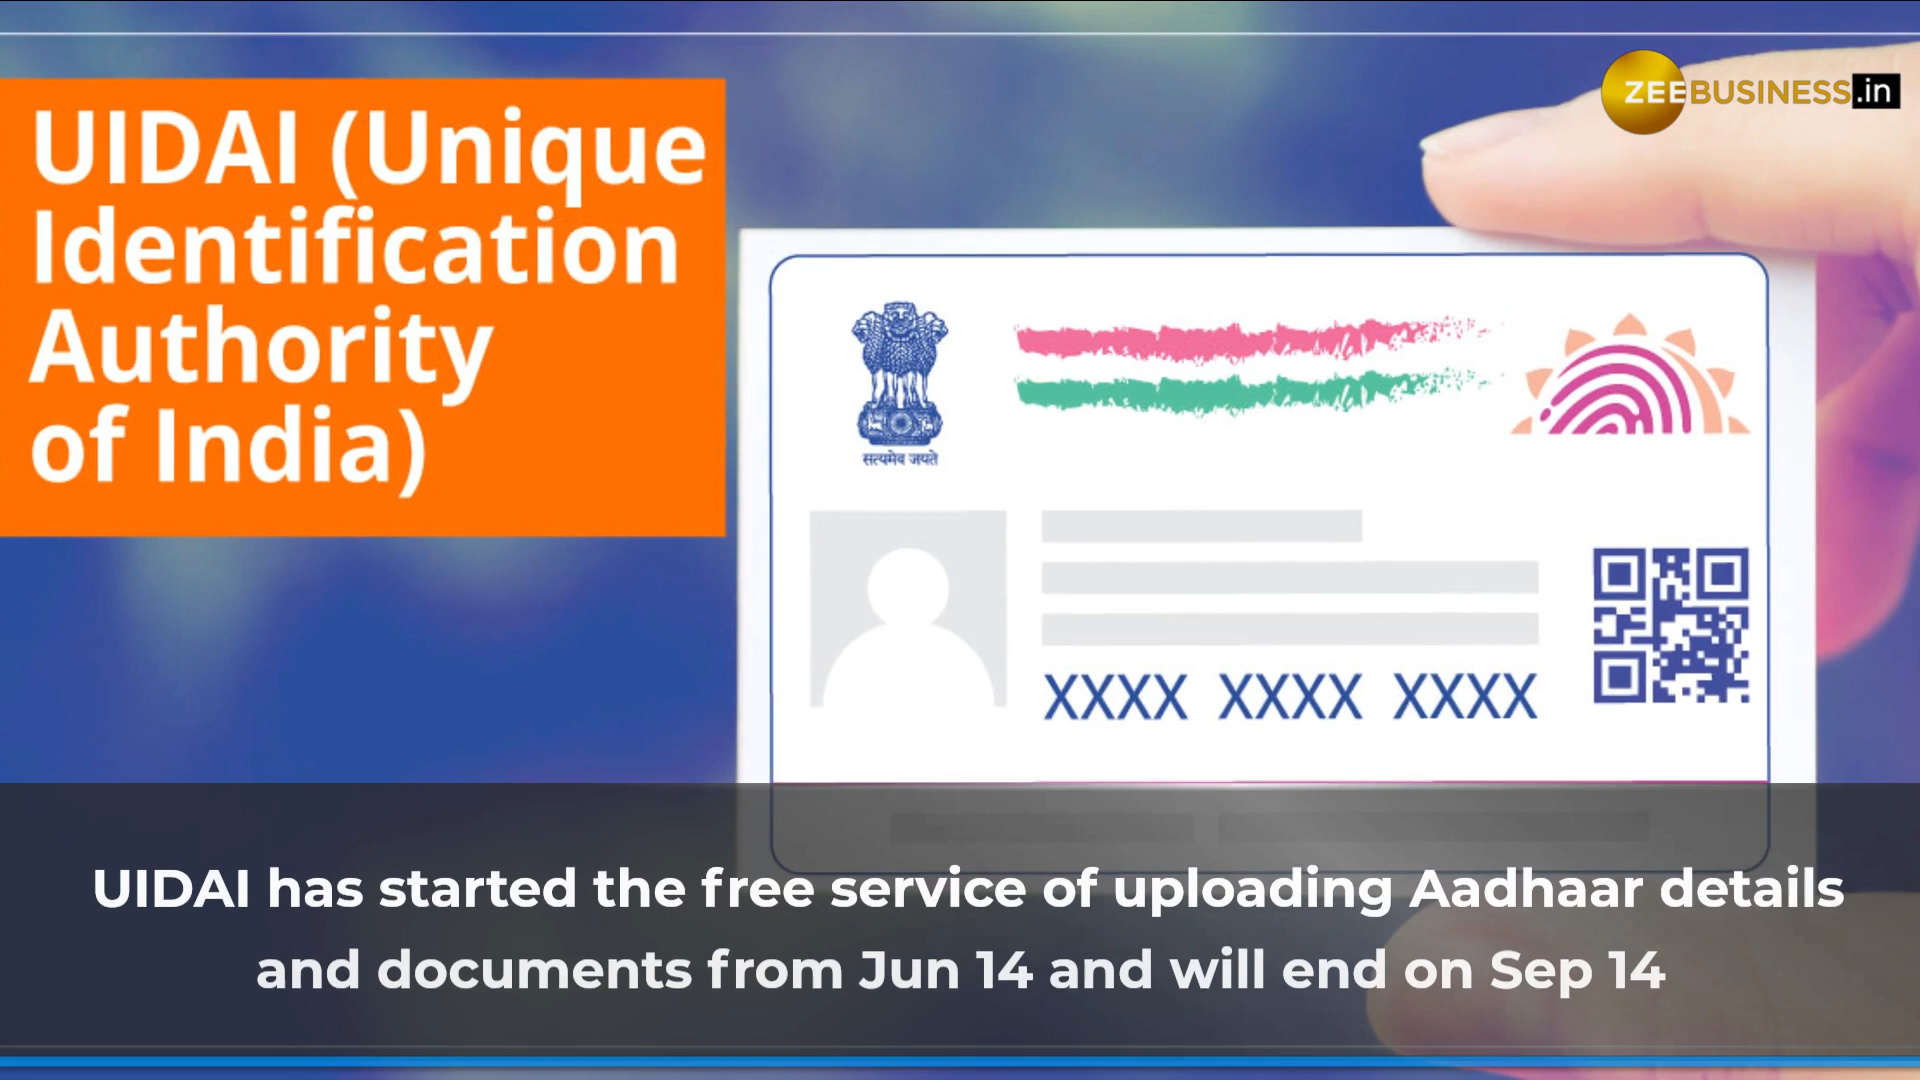 ZEEBUSINESS.in
UIDAI (Unique
Identification
Authority
of India)
सत्यमेव जयते
XXXX XXXX XXXX
UIDAI has started the free service of uploading Aadhaar details
and documents from Jun 14 and will end on Sep 14